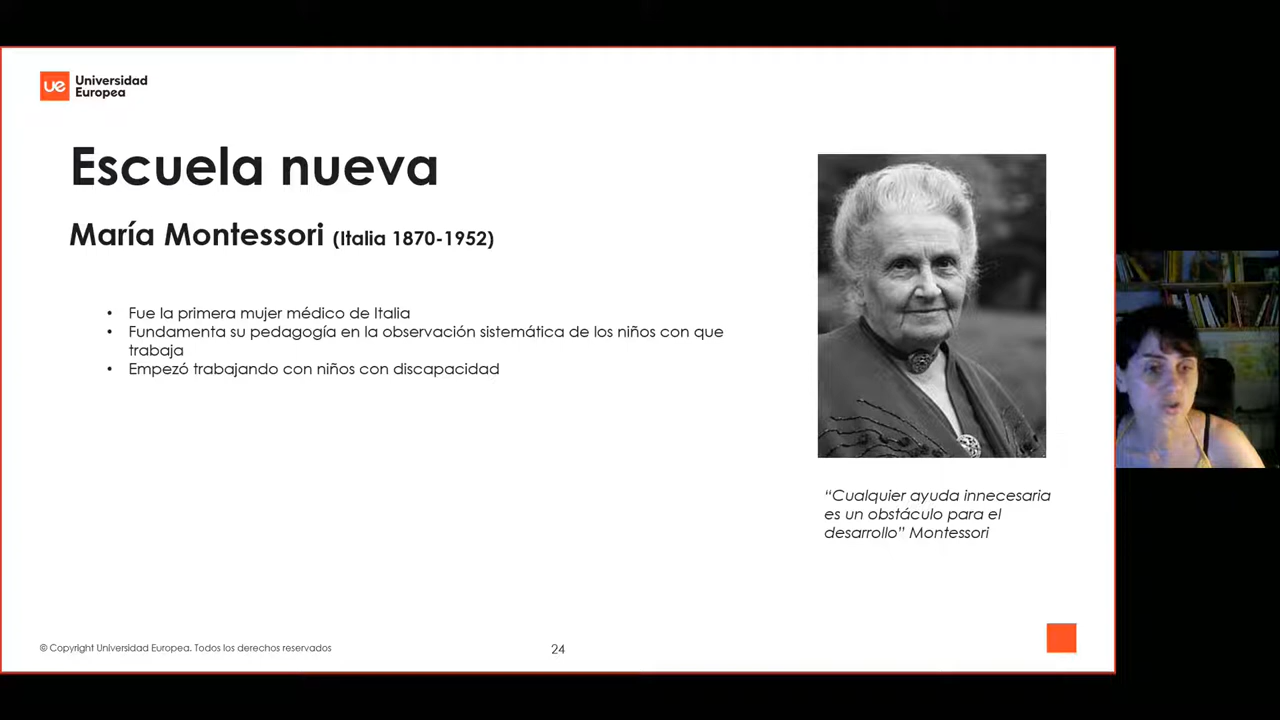 ue Universidad
Europea
Escuela nueva
María Montessori (Italia 1870-1952)
• Fue la primera mujer médico de Italia
• Fundamenta su pedagogía en la observación sistemática de los niños con que
trabaja
• Empezó trabajando con niños con discapacidad
“Cualquier ayuda innecesaria
es un obstáculo para el
desarrollo” Montessori
© Copyright Universidad Europea. Todos los derechos reservados
24